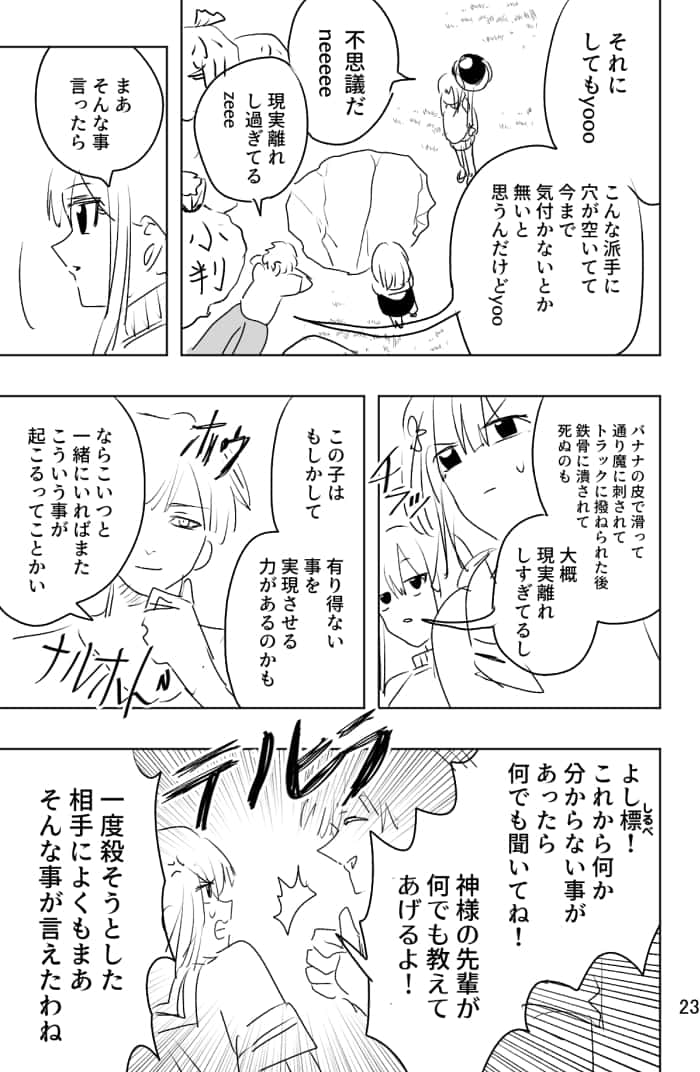 それに
してもyooo
こんな派手に
穴が空いてて
今まで
気付かないとか
無いと
思うんだけどyoo
不思議だ
neeeee
現実離れ
し過ぎてる
zeee
小判
まあ
そんな事
言ったら
バナナの皮で滑って
通り魔に刺されて
トラックに撥ねられた後
鉄骨に潰されて
死ぬのも
大概
現実離れ
しすぎてるし
この子は
もしかして
有り得ない
事を
実現させる
力があるのかも
ホゥ
ならこいつと
一緒にいればまた
こういう事が
起こるってことかい
ナルホん
よし標！
しるべ
これから何か
分からない事が
あったら
何でも聞いてね！
神様の先輩が
何でも教えて
あげるよ！
テルレラ
一度殺そうとした
相手によくもまあ
そんな事が言えたわね
23